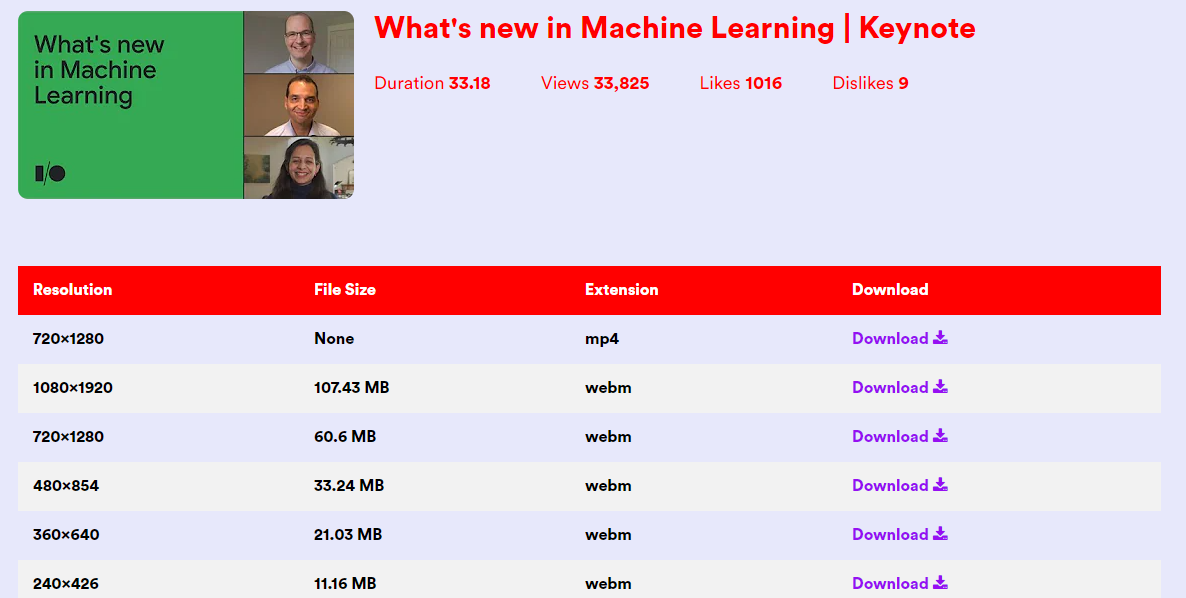 What's new
in Machine
Learning
I/O
What's new in Machine Learning | Keynote
Duration 33.18 Views 33,825 Likes 1016 Dislikes 9
Resolution File Size Extension Download
720×1280 None mp4 Download
1080×1920 107.43 MB webm Download
720×1280 60.6 MB webm Download
480×854 33.24 MB webm Download
360×640 21.03 MB webm Download
240×426 11.16 MB webm Download